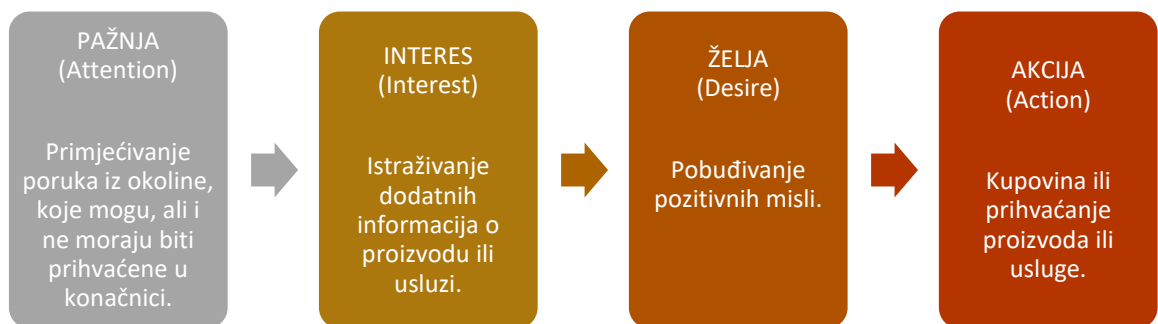 PAŽNJA
(Attention)
Primjećivanje
poruka iz okoline,
koje mogu, ali i
ne moraju biti
prihvaćene u
konačnici.
INTERES
(Interest)
Istraživanje
dodatnih
informacija o
proizvodu ili
usluzi.
ŽELJA
(Desire)
Pobuđivanje
pozitivnih misli.
AKCIJA
(Action)
Kupovina ili
prihvaćanje
proizvoda ili
usluge.